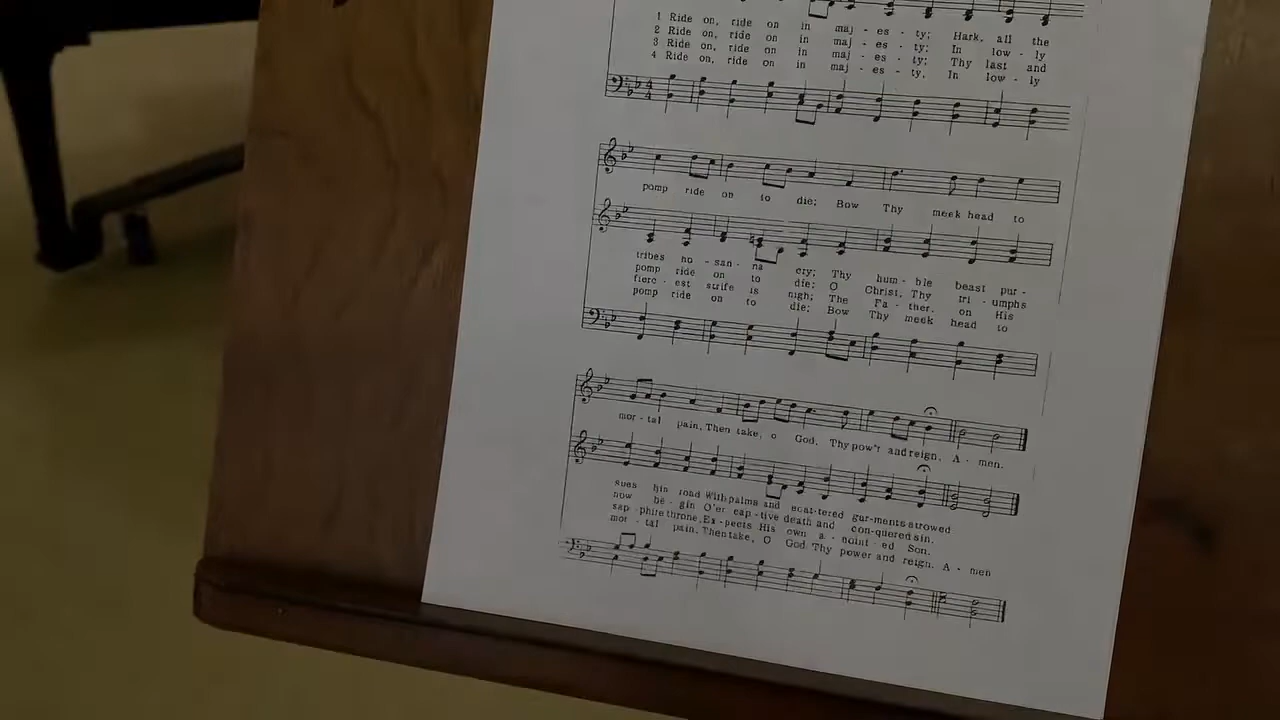 1 Ride on, ride on in maj - es - ty; Hark, all the
2 Ride on, ride on in maj - es - ty; In low - ly
3 Ride on, ride on in maj - es - ty; Thy last and
4 Ride on, ride on in maj - es - ty, In low - ly
pomp ride on to die; Bow Thy meek head to
tribes ho - san - na cry; Thy hum - ble beast pur -
pomp ride on to die; O Christ, Thy tri - umphs
fierc - est strife is nigh; The Fa - ther, on His
pomp ride on to die; Bow Thy meek head to
mor - tal pain, Then take, o God, Thy pow'r and reign. A - men.
sues his road With palms and scat-tered gar-ments strowed
now be - gin O'er cap - tive death and con-quered sin.
sap - phire throne, Ex - pects His own a - noint - ed Son.
mor - tal pain, Then take, O God Thy power and reign. A - men